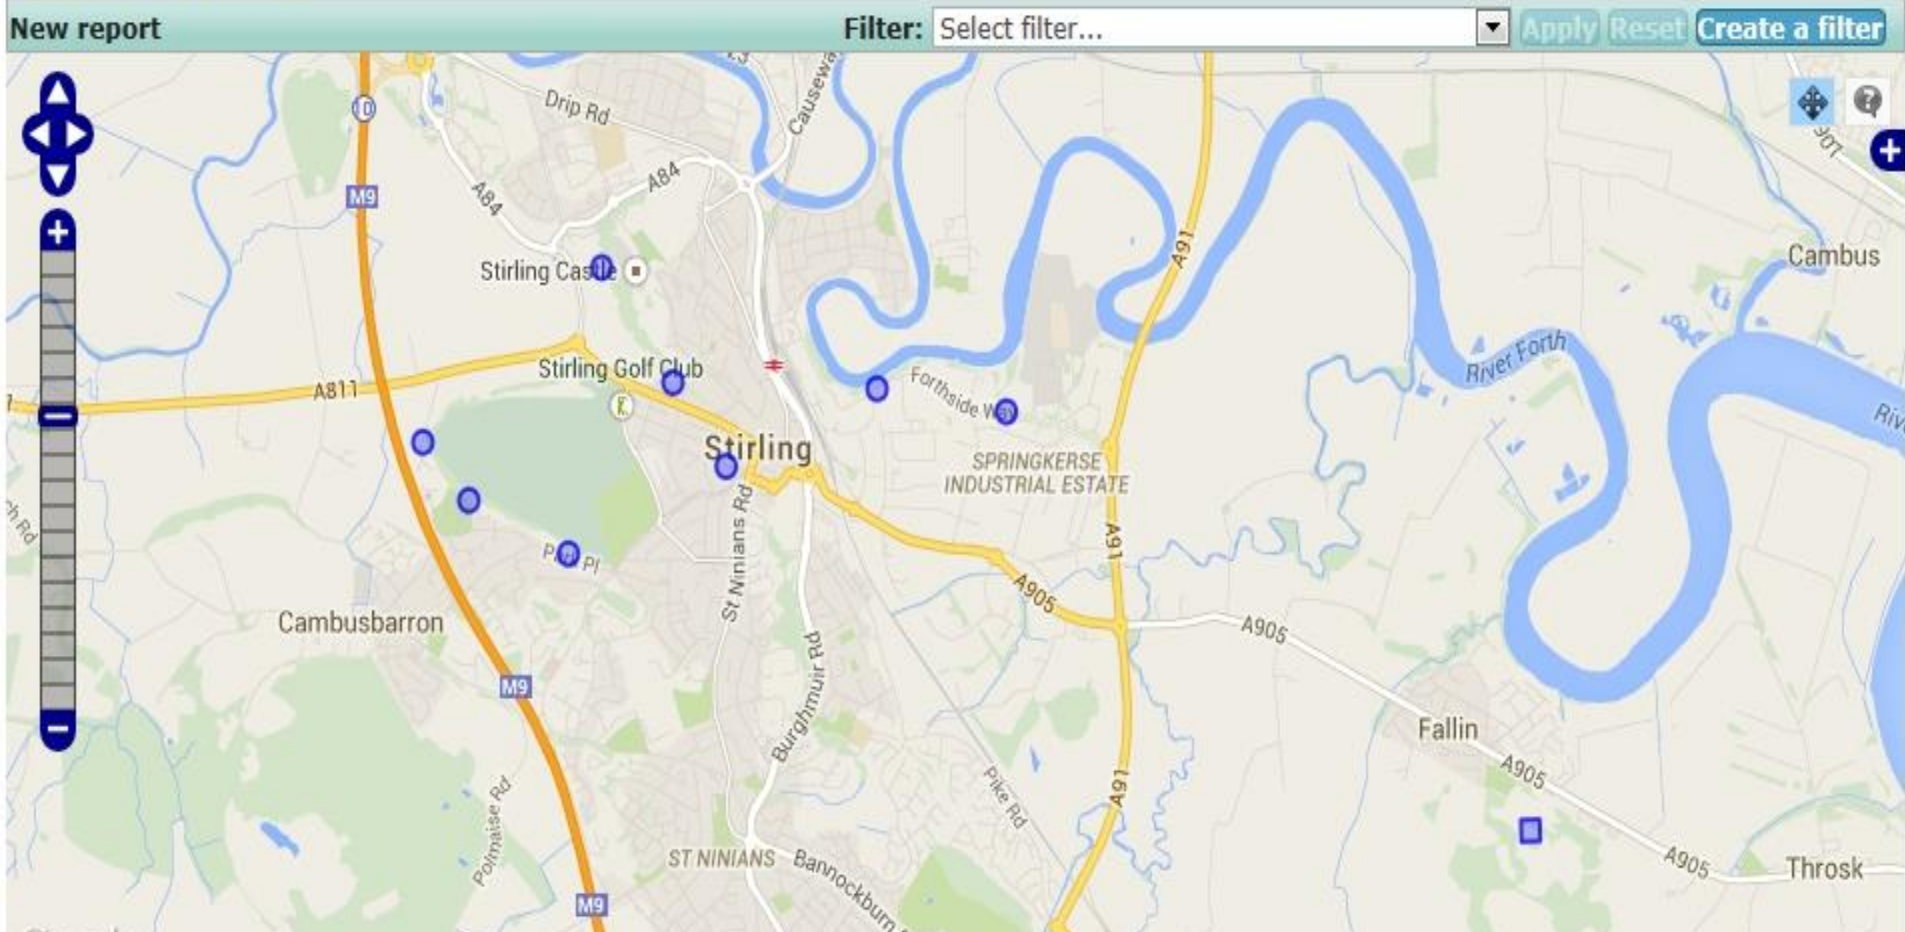 New report
Filter: Select filter... Apply Reset Create a filter
Drip Rd
Causeway
10
A84
A84
M9
907
A91
Cambus
Stirling Castle
River Forth
Stirling Golf Club
A811
Forthside Way
Stirling
SPRINGKERSE
INDUSTRIAL ESTATE
St Ninians Rd
A91
A905
Cambusbarron
A905
M9
Burghmuir Rd
Fallin
A905
Pike Rd
A91
Polmaise Rd
ST NINIANS
Bannockburn
A905
Throsk
M9